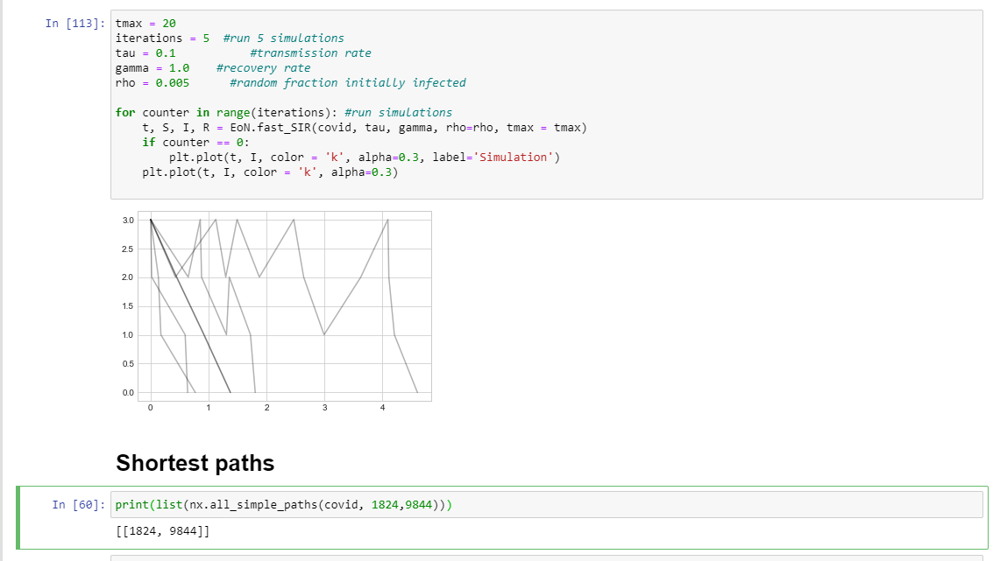 In [113]:
tmax = 20
iterations = 5  #run 5 simulations
tau = 0.1           #transmission rate
gamma = 1.0    #recovery rate
rho = 0.005      #random fraction initially infected
for counter in range(iterations): #run simulations
    t, S, I, R = EoN.fast_SIR(covid, tau, gamma, rho=rho, tmax = tmax)
    if counter == 0:
        plt.plot(t, I, color = 'k', alpha=0.3, label='Simulation')
    plt.plot(t, I, color = 'k', alpha=0.3)
3.0
2.5
2.0
1.5
1.0
0.5
0.0
0 1 2 3 4
Shortest paths
In [60]:
print(list(nx.all_simple_paths(covid, 1824,9844)))
[[1824, 9844]]